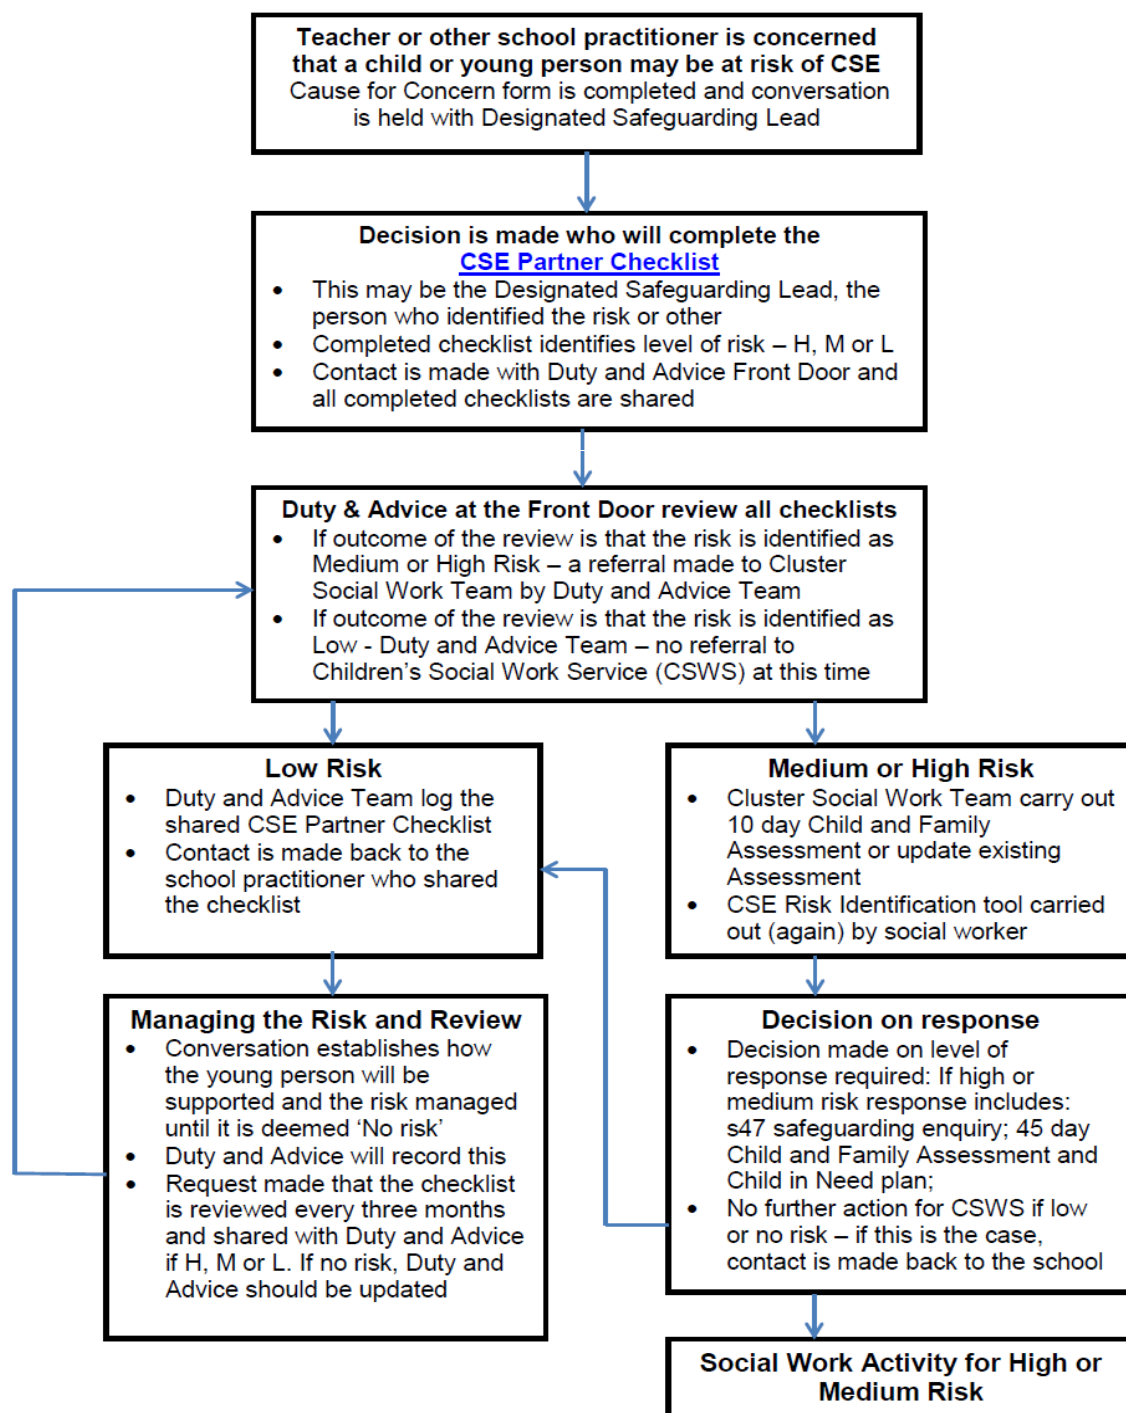 Teacher or other school practitioner is concerned
that a child or young person may be at risk of CSE
Cause for Concern form is completed and conversation
is held with Designated Safeguarding Lead
Decision is made who will complete the
CSE Partner Checklist
• This may be the Designated Safeguarding Lead, the
person who identified the risk or other
• Completed checklist identifies level of risk – H, M or L
• Contact is made with Duty and Advice Front Door and
all completed checklists are shared
Duty & Advice at the Front Door review all checklists
• If outcome of the review is that the risk is identified as
Medium or High Risk – a referral made to Cluster
Social Work Team by Duty and Advice Team
• If outcome of the review is that the risk is identified as
Low - Duty and Advice Team – no referral to
Children's Social Work Service (CSWS) at this time
Low Risk
• Duty and Advice Team log the
shared CSE Partner Checklist
• Contact is made back to the
school practitioner who shared
the checklist
Medium or High Risk
• Cluster Social Work Team carry out
10 day Child and Family
Assessment or update existing
Assessment
• CSE Risk Identification tool carried
out (again) by social worker
Managing the Risk and Review
• Conversation establishes how
the young person will be
supported and the risk managed
until it is deemed 'No risk'
• Duty and Advice will record this
• Request made that the checklist
is reviewed every three months
and shared with Duty and Advice
if H, M or L. If no risk, Duty and
Advice should be updated
Decision on response
• Decision made on level of
response required: If high or
medium risk response includes:
s47 safeguarding enquiry; 45 day
Child and Family Assessment and
Child in Need plan;
• No further action for CSWS if low
or no risk – if this is the case,
contact is made back to the school
Social Work Activity for High or
Medium Risk